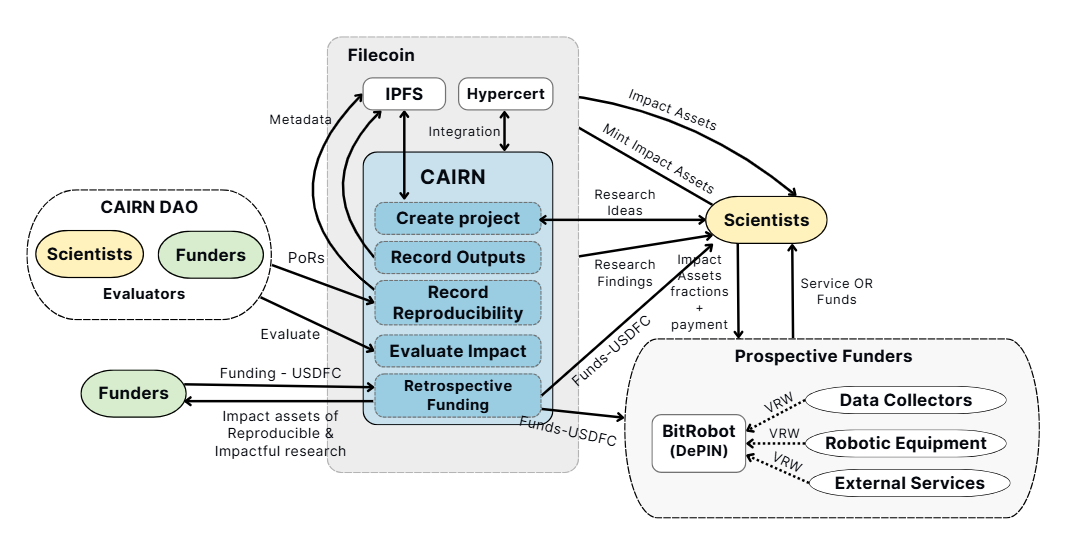 Filecoin
IPFS
Hypercert
Metadata
Integration
CAIRN
Create project
Record Outputs
Record
Reproducibility
Evaluate Impact
Retrospective
Funding
CAIRN DAO
Scientists
Funders
Evaluators
PoRs
Evaluate
Funders
Funding - USDFC
Impact assets of
Reproducible &
Impactful research
Impact Assets
Mint Impact Assets
Research
Ideas
Scientists
Research
Findings
Impact
Assets
fractions
+
payment
Service OR
Funds
Funds-USDFC
Funds-USDFC
Prospective Funders
BitRobot
(DePIN)
VRW
Data Collectors
VRW
Robotic Equipment
VRW
External Services